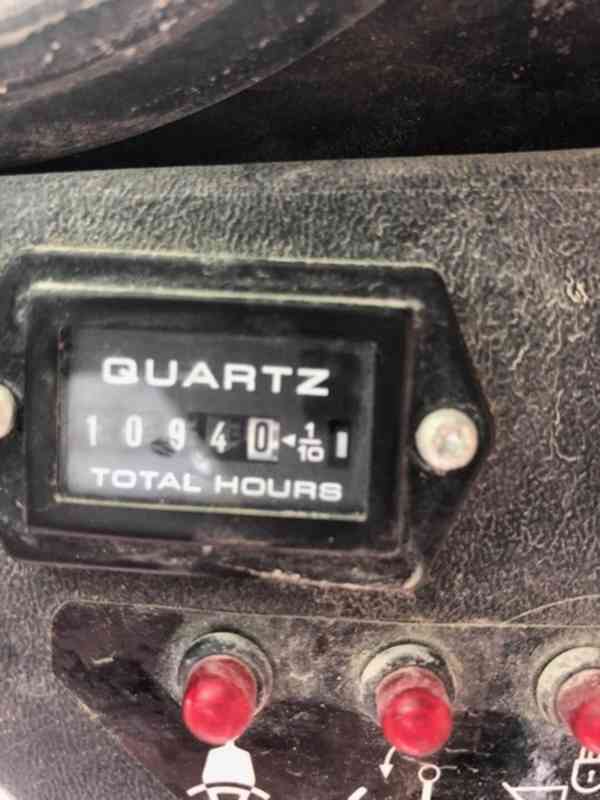 QUARTZ
1 0 9 4 0 ◄ 1/10
TOTAL HOURS